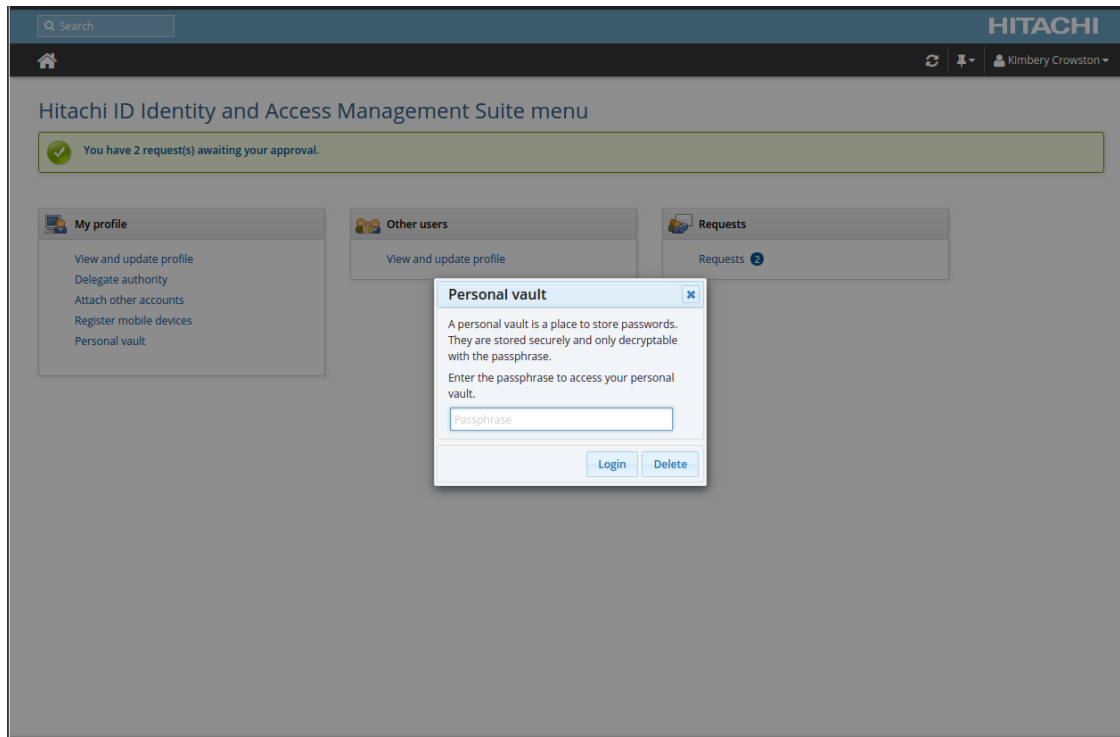 Search
HITACHI
Kimbery Crowston
Hitachi ID Identity and Access Management Suite menu
You have 2 request(s) awaiting your approval.
My profile
View and update profile
Delegate authority
Attach other accounts
Register mobile devices
Personal vault
Other users
View and update profile
Requests
Requests 2
Personal vault
A personal vault is a place to store passwords.
They are stored securely and only decryptable
with the passphrase.
Enter the passphrase to access your personal
vault.
Passphrase
Login Delete